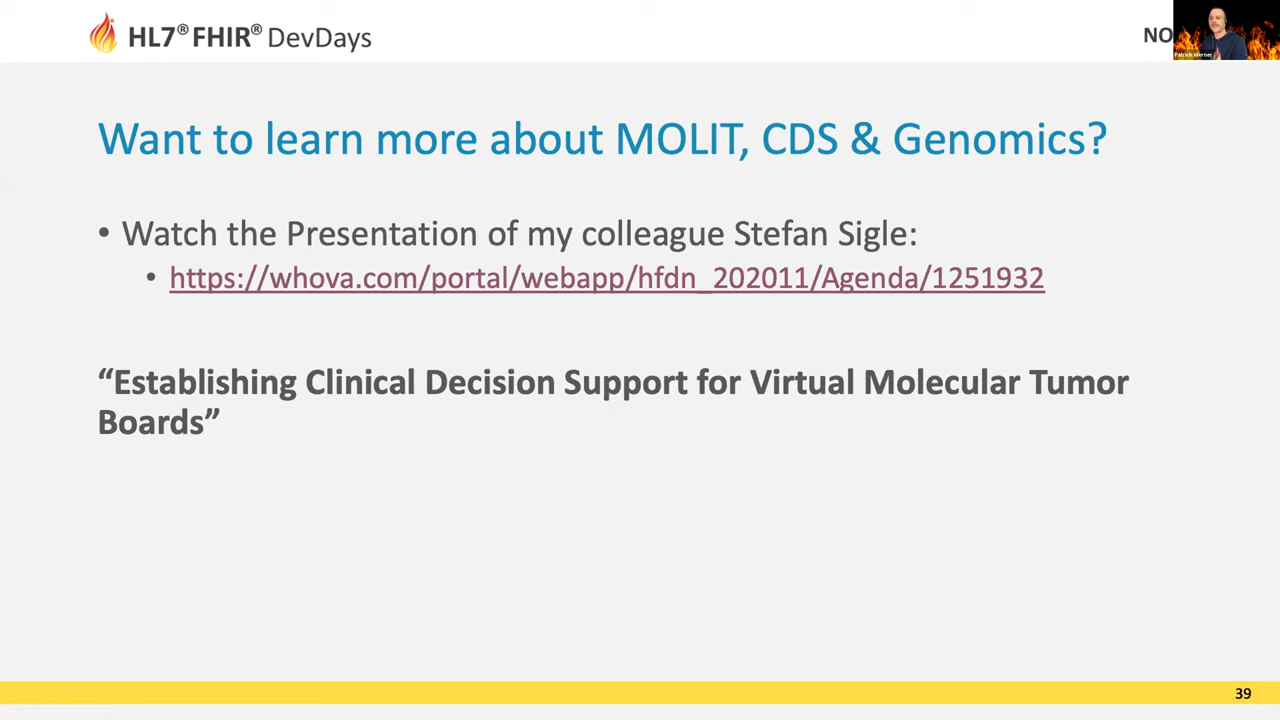 HL7® FHIR® DevDays
NO
Patrick Werner
Want to learn more about MOLIT, CDS & Genomics?
• Watch the Presentation of my colleague Stefan Sigle:
• https://whova.com/portal/webapp/hfdn_202011/Agenda/1251932
“Establishing Clinical Decision Support for Virtual Molecular Tumor
Boards”
39